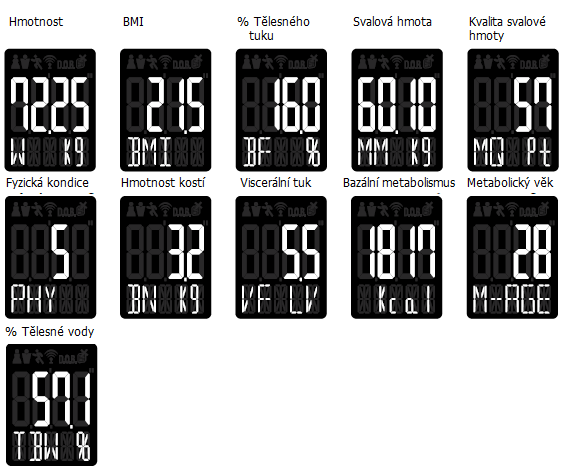 Hmotnost
BMI
% Tělesného
tuku
Svalová hmota
Kvalita svalové
hmoty
72.25
W KG
21.5
BMI
16.0
BF %
60.10
MM KG
57
MQ Pt
Fyzická kondice
Hmotnost kostí
Viscerální tuk
Bazální metabolismus
Metabolický věk
5
PHY
3.2
BN KG
5.5
VF LV
1817
Kcal
28
M-AGE
% Tělesné vody
57.1
TBW %